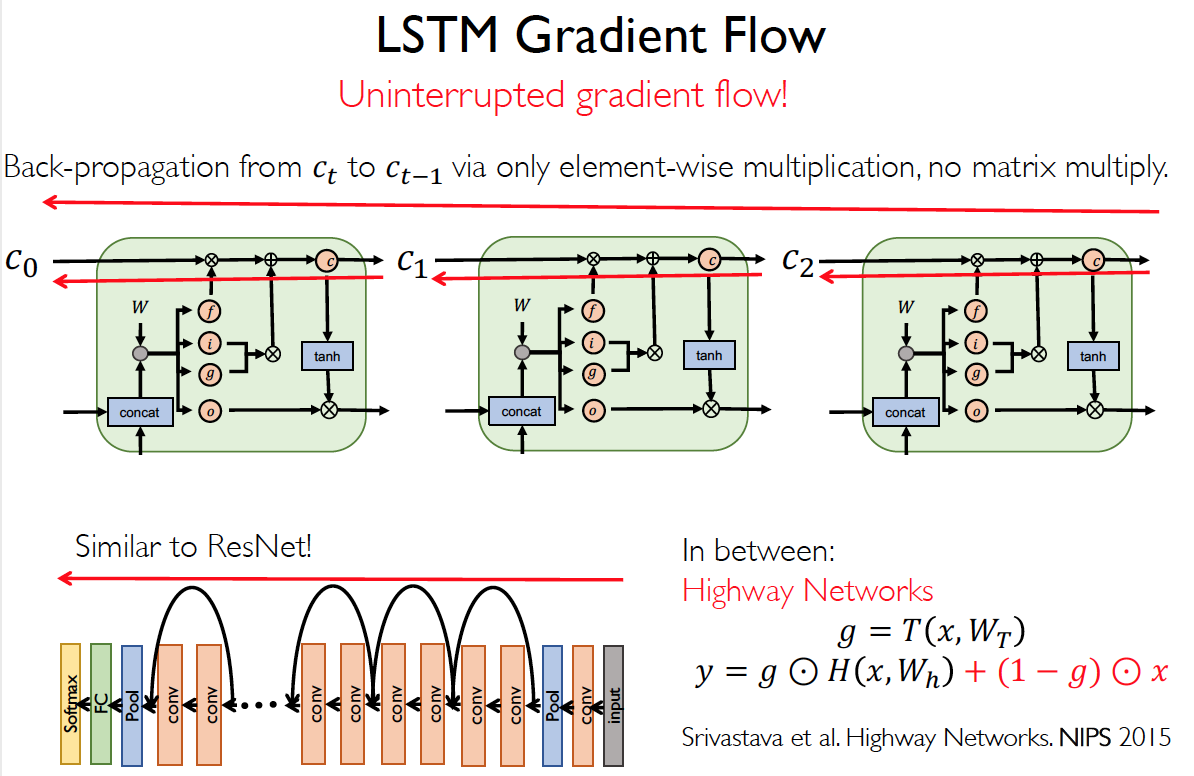 LSTM Gradient Flow
Uninterrupted gradient flow!
Back-propagation from c_t to c_{t−1} via only element-wise multiplication, no matrix multiply.
c_0
c
W
f
i
g
o
tanh
concat
c_1
c
W
f
i
g
o
tanh
concat
c_2
c
W
f
i
g
o
tanh
concat
Similar to ResNet!
Softmax
FC
Pool
conv
conv
conv
conv
conv
conv
conv
conv
Pool
conv
input
In between:
Highway Networks
g = T(x, W_T)
y = g ⊙ H(x, W_h) + (1 − g) ⊙ x
Srivastava et al. Highway Networks. NIPS 2015